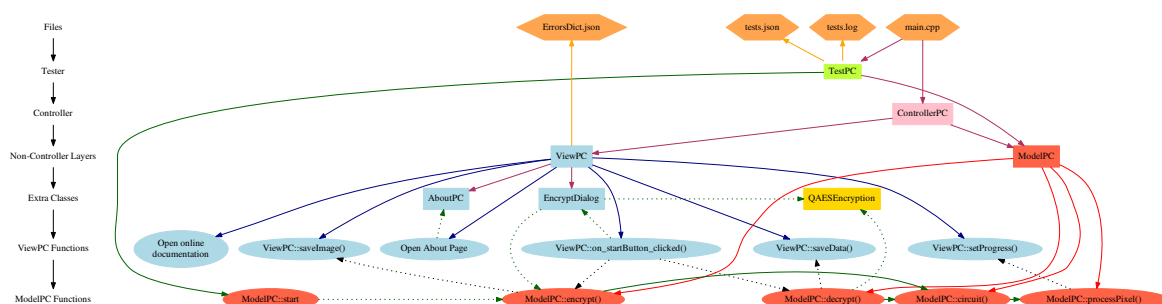 Files
ErrorsDict.json
tests.json
tests.log
main.cpp
Tester
TestPC
Controller
ControllerPC
Non-Controller Layers
ViewPC
ModelPC
Extra Classes
AboutPC
EncryptDialog
QAESEncryption
ViewPC Functions
Open online
documentation
ViewPC::saveImage()
Open About Page
ViewPC::on_startButton_clicked()
ViewPC::saveData()
ViewPC::setProgress()
ModelPC Functions
ModelPC::start
ModelPC::encrypt()
ModelPC::decrypt()
ModelPC::circuit()
ModelPC::processPixel()